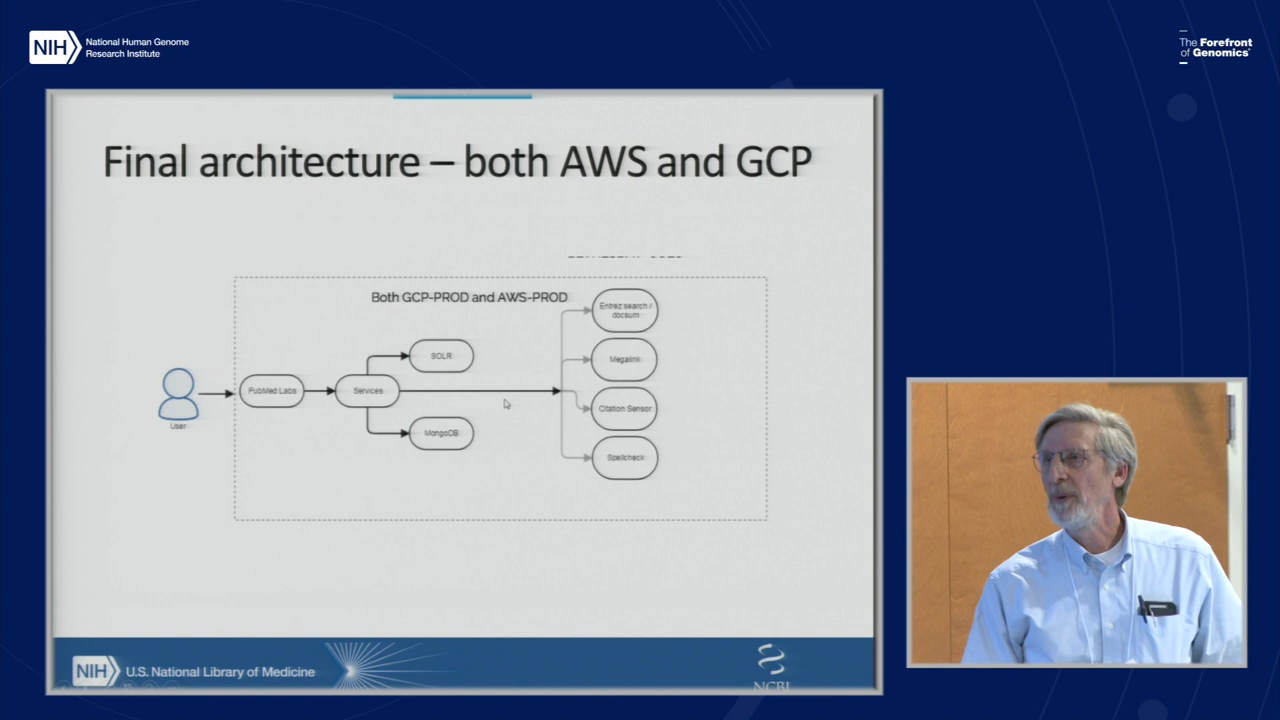 NIH
National Human Genome
Research Institute
The Forefront
of Genomics®
Final architecture – both AWS and GCP
Both GCP-PROD and AWS-PROD
Entrez search /
docsum
SOLR
Megalink
PubMed Labs
Services
Citation Sensor
User
MongoDB
Spellcheck
NIH
U.S. National Library of Medicine
NCBI